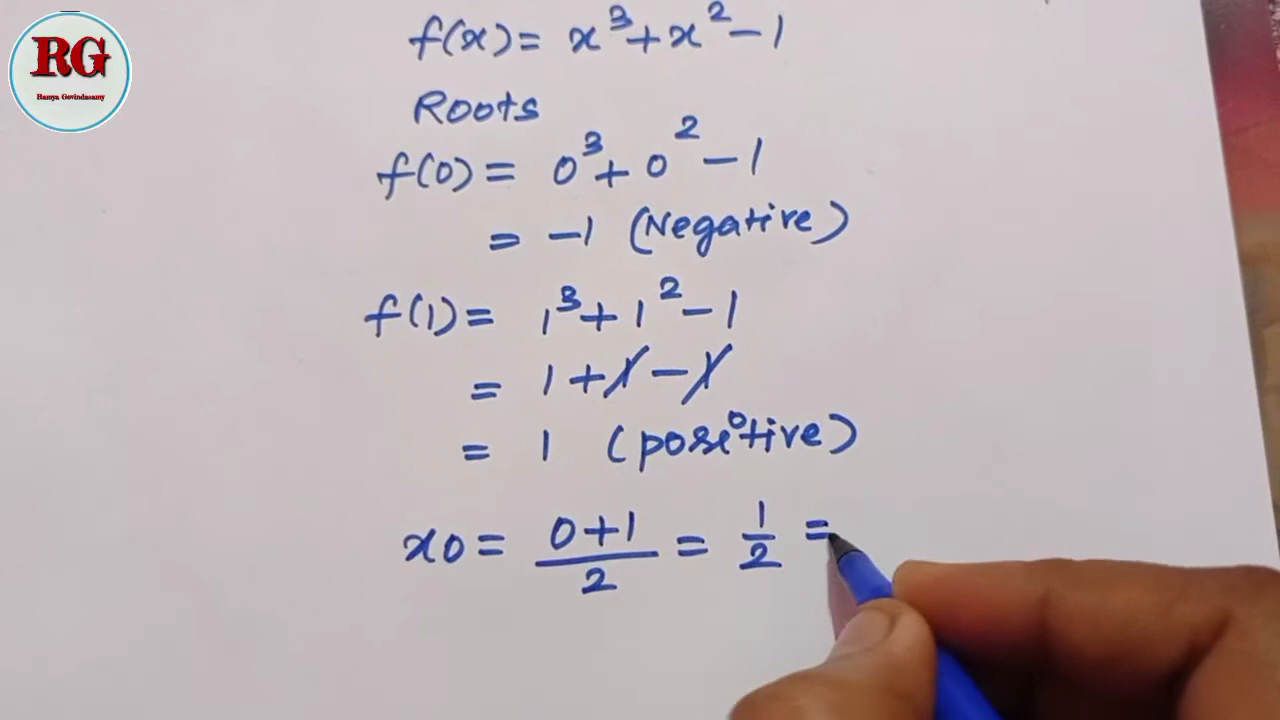 RG
Ramya Govindasamy
f(x) = x³ + x² - 1
Roots
f(0) = 0³ + 0² - 1
= -1 (Negative)
f(1) = 1³ + 1² - 1
= 1 + 1 - 1
= 1 (positive)
x0 = 0+1/2 = 1/2 =